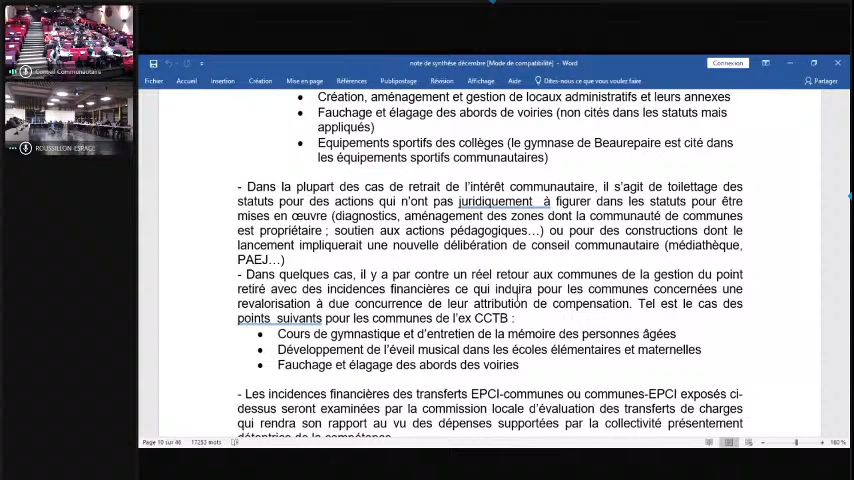 Conseil Communautaire
ROUSSILLON-ESPACE
note de synthèse décembre [Mode de compatibilité] - Word
Connexion
Fichier Accueil Insertion Création Mise en page Références Publipostage Révision Affichage Aide Dites-nous ce que vous voulez faire Partager
• Création, aménagement et gestion de locaux administratifs et leurs annexes
• Fauchage et élagage des abords de voiries (non cités dans les statuts mais
appliqués)
• Equipements sportifs des collèges (le gymnase de Beaurepaire est cité dans
les équipements sportifs communautaires)
- Dans la plupart des cas de retrait de l'intérêt communautaire, il s'agit de toilettage des
statuts pour des actions qui n'ont pas juridiquement à figurer dans les statuts pour être
mises en œuvre (diagnostics, aménagement des zones dont la communauté de communes
est propriétaire ; soutien aux actions pédagogiques...) ou pour des constructions dont le
lancement impliquerait une nouvelle délibération de conseil communautaire (médiathèque,
PAEJ...)
- Dans quelques cas, il y a par contre un réel retour aux communes de la gestion du point
retiré avec des incidences financières ce qui induira pour les communes concernées une
revalorisation à due concurrence de leur attribution de compensation. Tel est le cas des
points suivants pour les communes de l'ex CCTB :
• Cours de gymnastique et d'entretien de la mémoire des personnes âgées
• Développement de l'éveil musical dans les écoles élémentaires et maternelles
• Fauchage et élagage des abords des voiries
- Les incidences financières des transferts EPCI-communes ou communes-EPCI exposés ci-
dessus seront examinées par la commission locale d'évaluation des transferts de charges
qui rendra son rapport au vu des dépenses supportées par la collectivité présentement
détentrice de la compétence
Page 10 sur 46 17253 mots 160 %